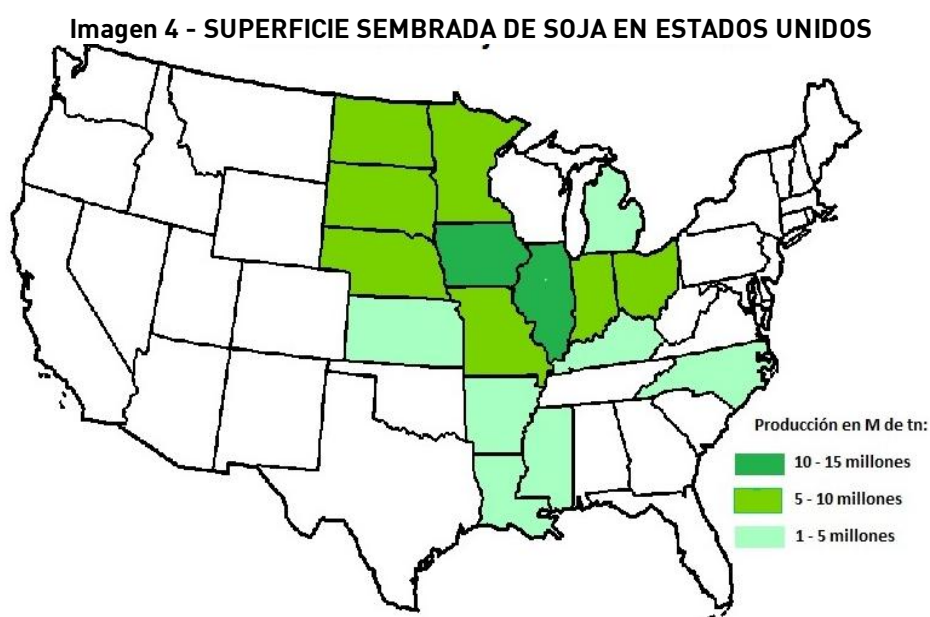 Imagen 4 - SUPERFICIE SEMBRADA DE SOJA EN ESTADOS UNIDOS
Producción en M de tn:
10 - 15 millones
5 - 10 millones
1 - 5 millones